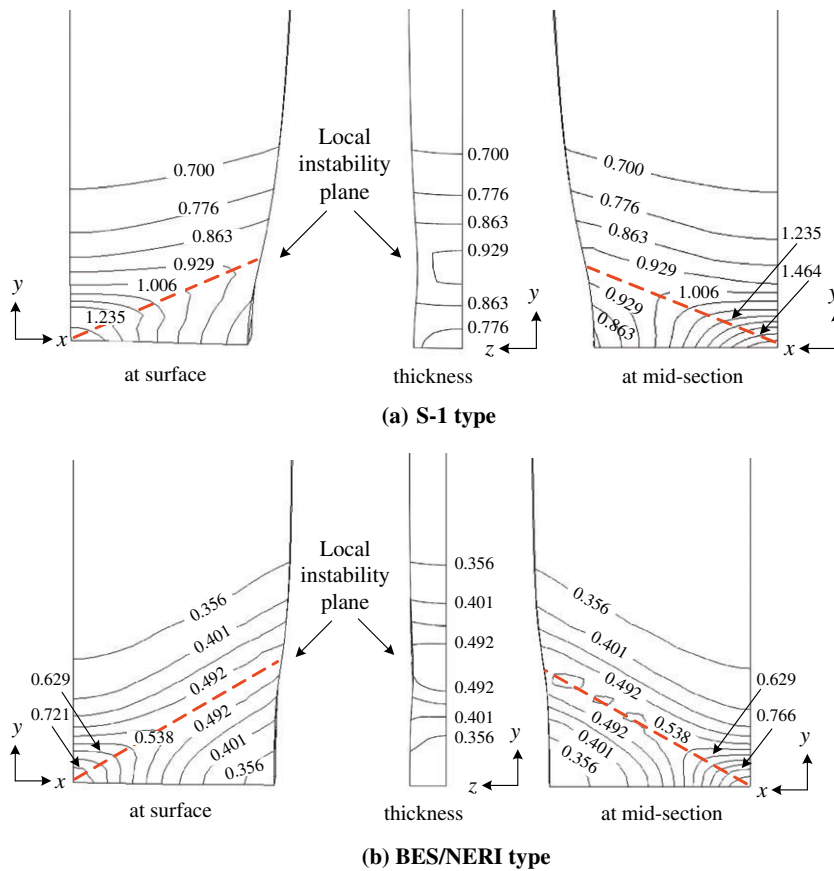 Local
instability
plane
0.700
0.776
0.863
0.929
1.006
1.235
y
x
at surface
0.700
0.776
0.863
0.929
0.863
0.776
y
z
thickness
0.700
0.776
0.863
0.929
1.006
1.235
1.464
0.929
0.863
x
at mid-section
(a) S-1 type
Local
instability
plane
0.356
0.401
0.492
0.492
0.538
0.629
0.721
0.401
0.356
y
x
at surface
0.356
0.401
0.492
0.492
0.401
0.356
y
z
thickness
0.356
0.401
0.492
0.538
0.629
0.766
0.492
0.401
0.356
y
x
at mid-section
(b) BES/NERI type